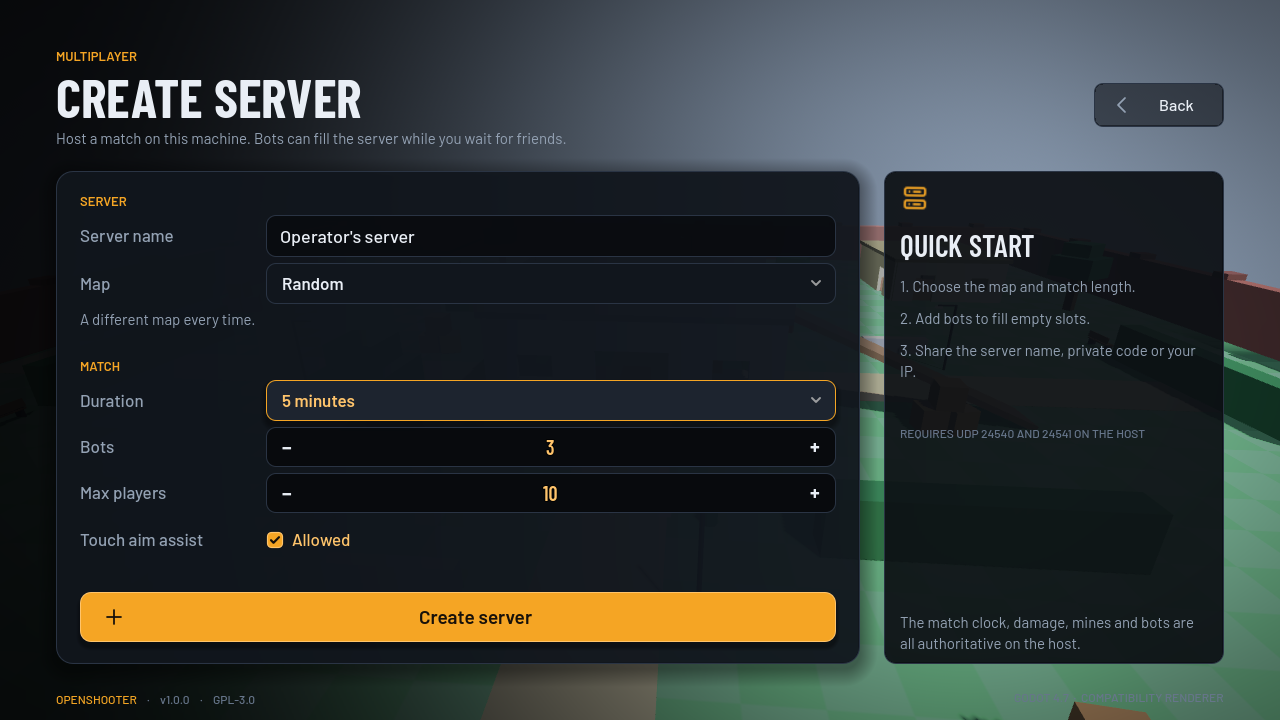 MULTIPLAYER
CREATE SERVER
Host a match on this machine. Bots can fill the server while you wait for friends.
Back
SERVER
Server name
Operator's server
Map
Random
A different map every time.
MATCH
Duration
5 minutes
Bots
− 3 +
Max players
− 10 +
Touch aim assist
Allowed
+ Create server
QUICK START
1. Choose the map and match length.
2. Add bots to fill empty slots.
3. Share the server name, private code or your
IP.
REQUIRES UDP 24540 AND 24541 ON THE HOST
The match clock, damage, mines and bots are
all authoritative on the host.
OPENSHOOTER · v1.0.0 · GPL-3.0
COMPATIBILITY RENDERER